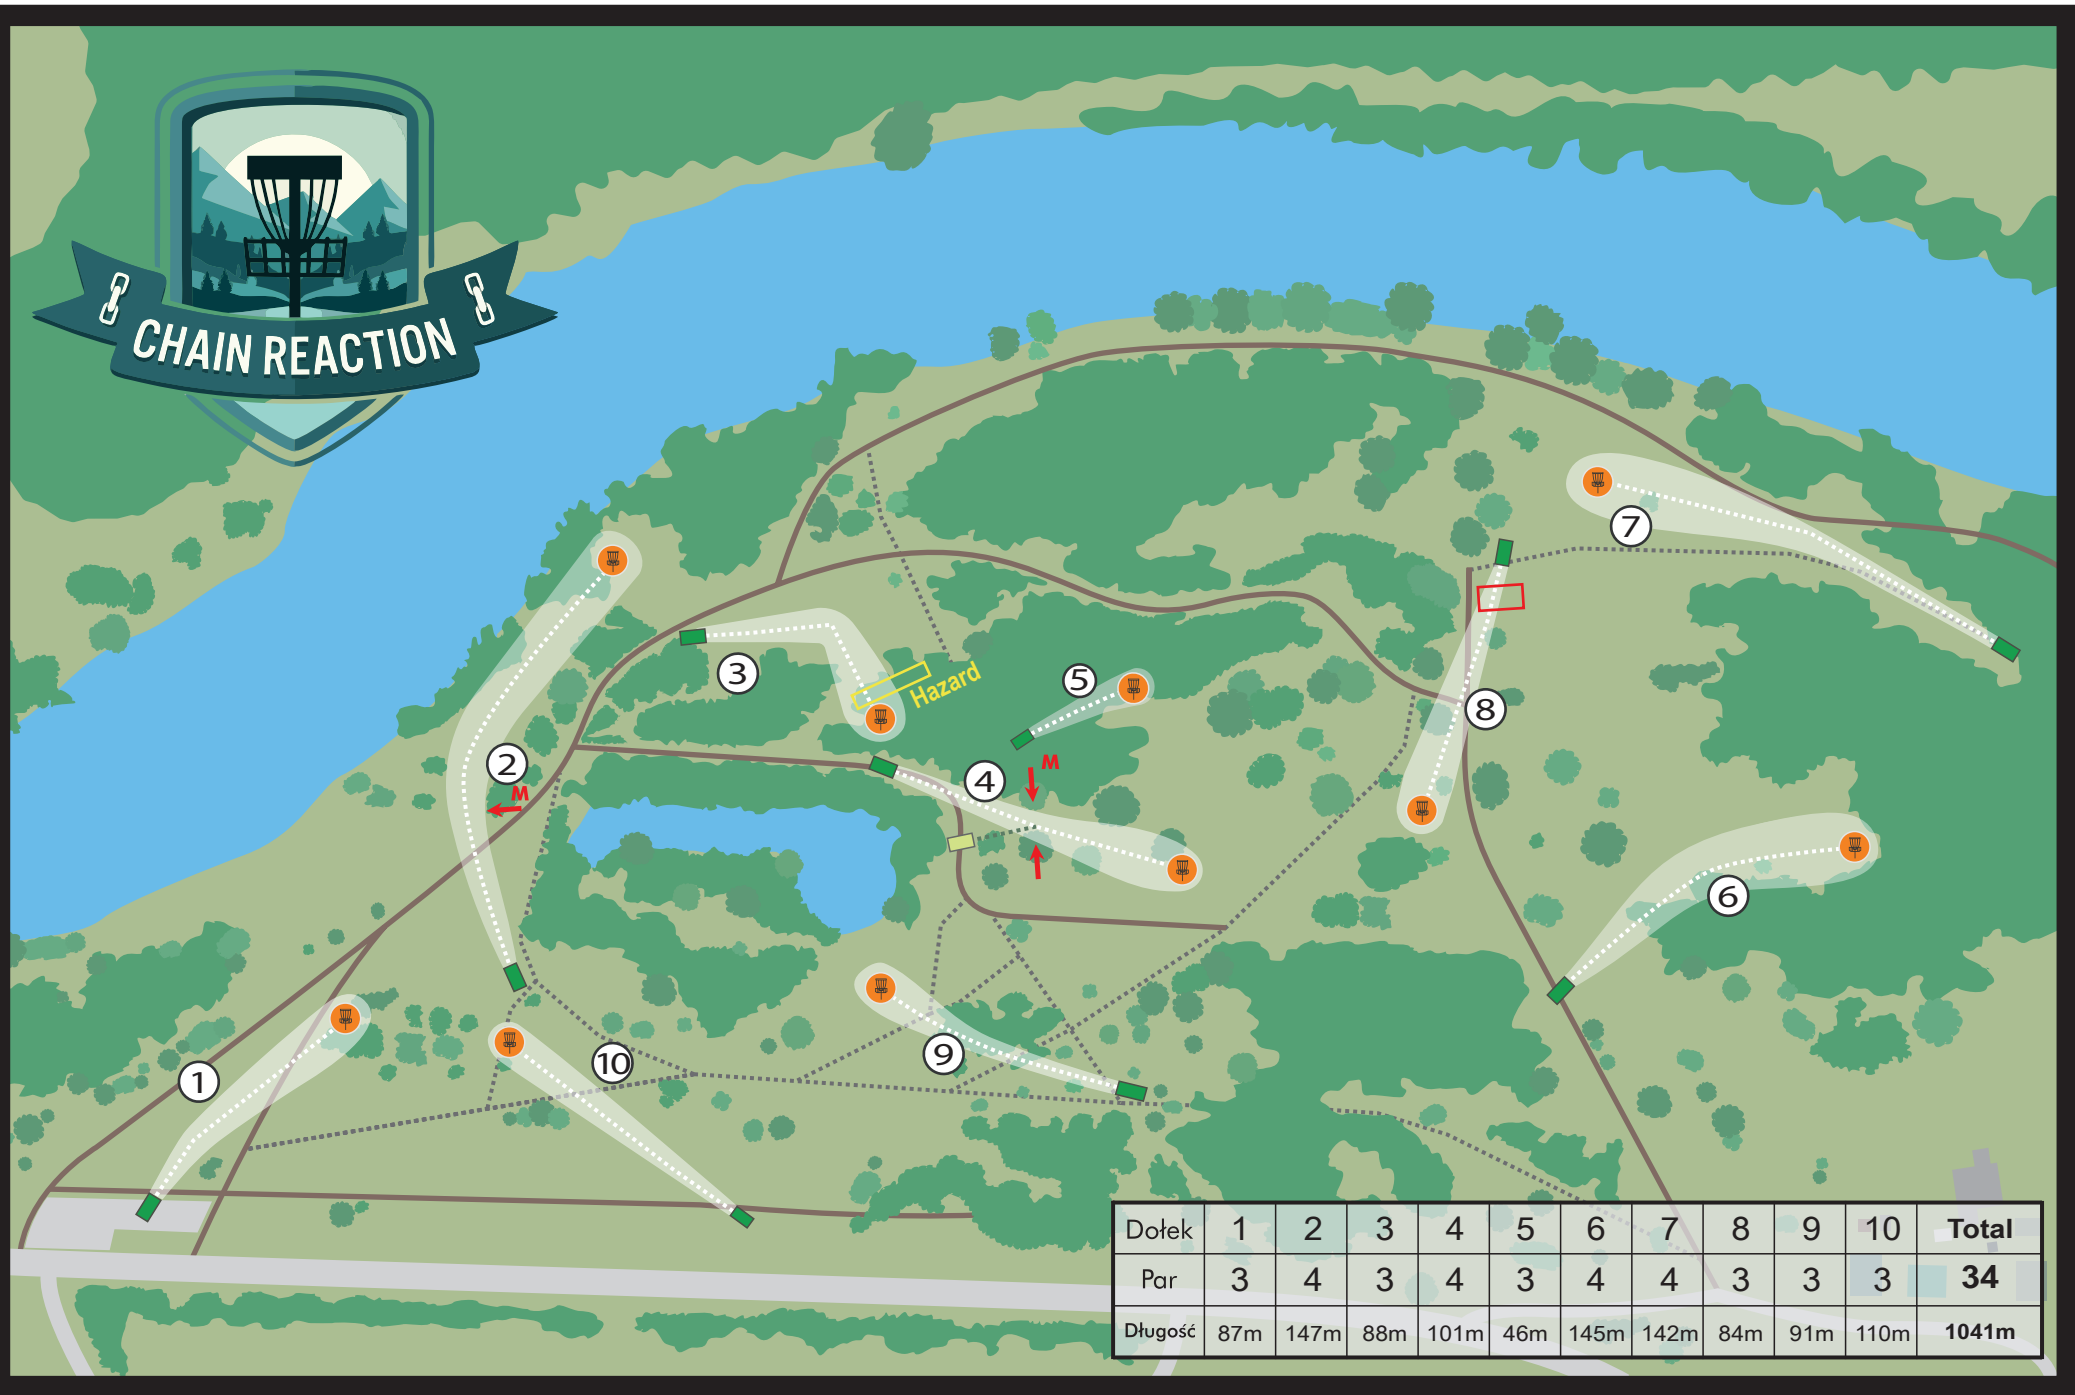 CHAIN REACTION
7
3
Hazard
5
8
2
M
4
M
6
1
10
9
Dołek 1 2 3 4 5 6 7 8 9 10 Total
Par 3 4 3 4 3 4 4 3 3 3 34
Długość 87m 147m 88m 101m 46m 145m 142m 84m 91m 110m 1041m